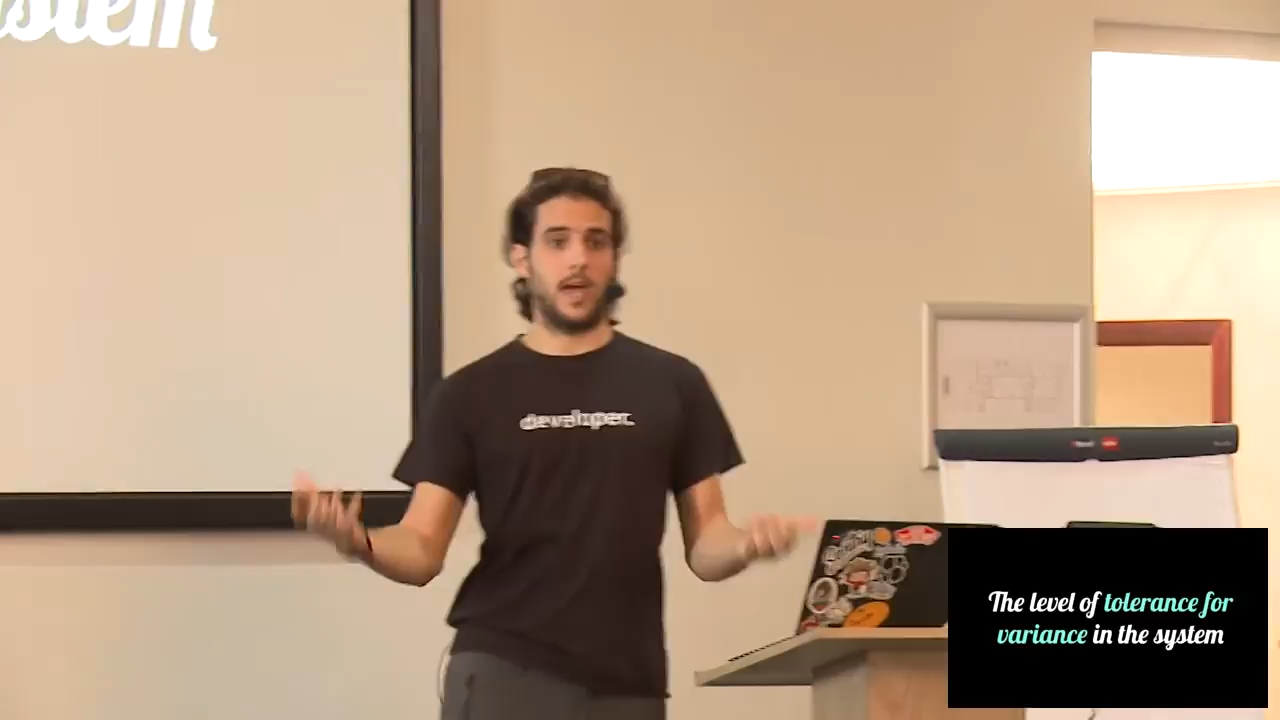 stem
developer.
The level of tolerance for
variance in the system